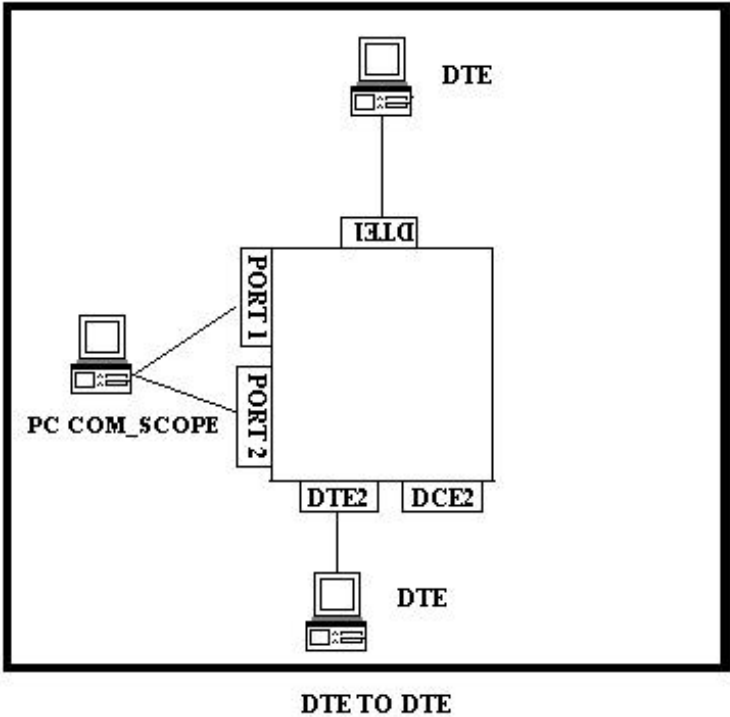 DTE
DTE1
PORT 1
PC COM_SCOPE
PORT 2
DTE2
DCE2
DTE
DTE TO DTE